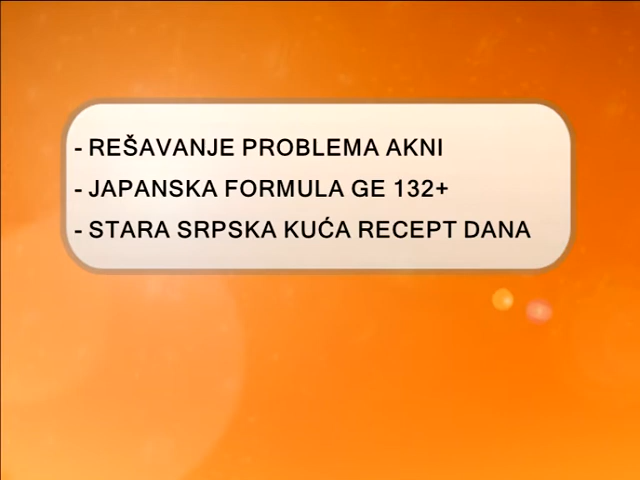 - REŠAVANJE PROBLEMA AKNI
- JAPANSKA FORMULA GE 132+
- STARA SRPSKA KUĆA RECEPT DANA